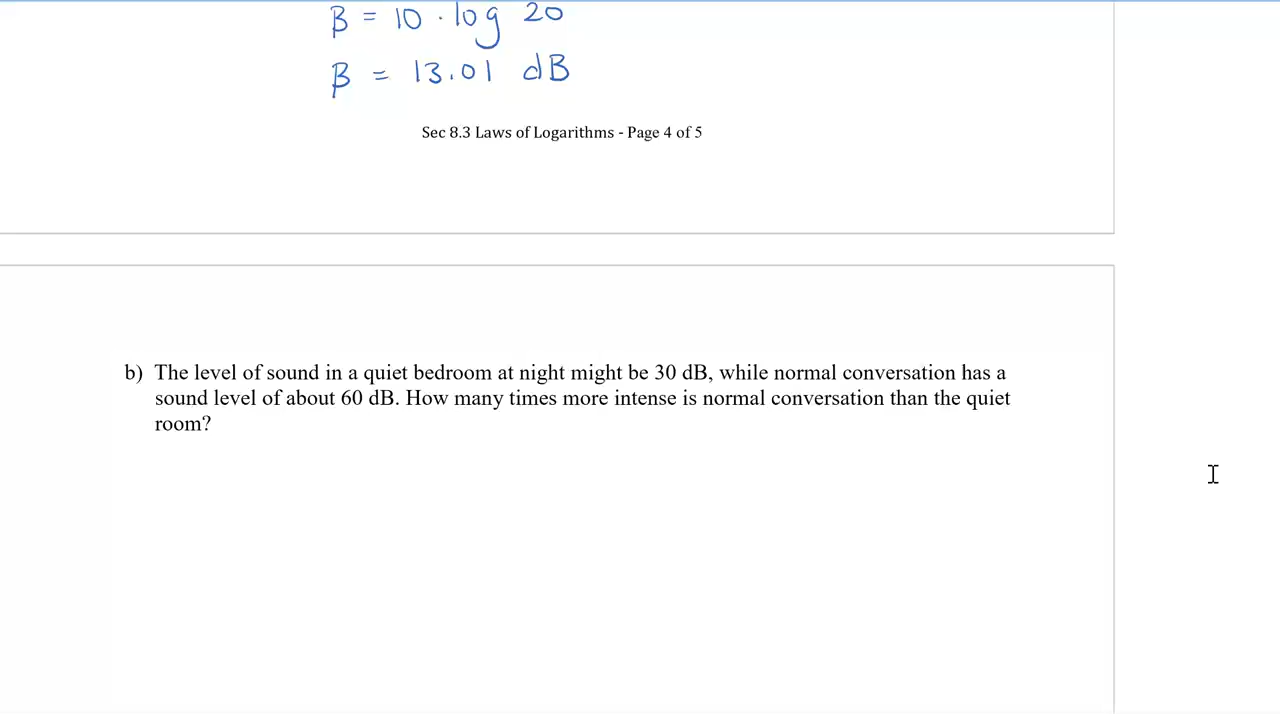 β = 10 · log 20
β = 13.01 dB
Sec 8.3 Laws of Logarithms - Page 4 of 5
b) The level of sound in a quiet bedroom at night might be 30 dB, while normal conversation has a
sound level of about 60 dB. How many times more intense is normal conversation than the quiet
room?